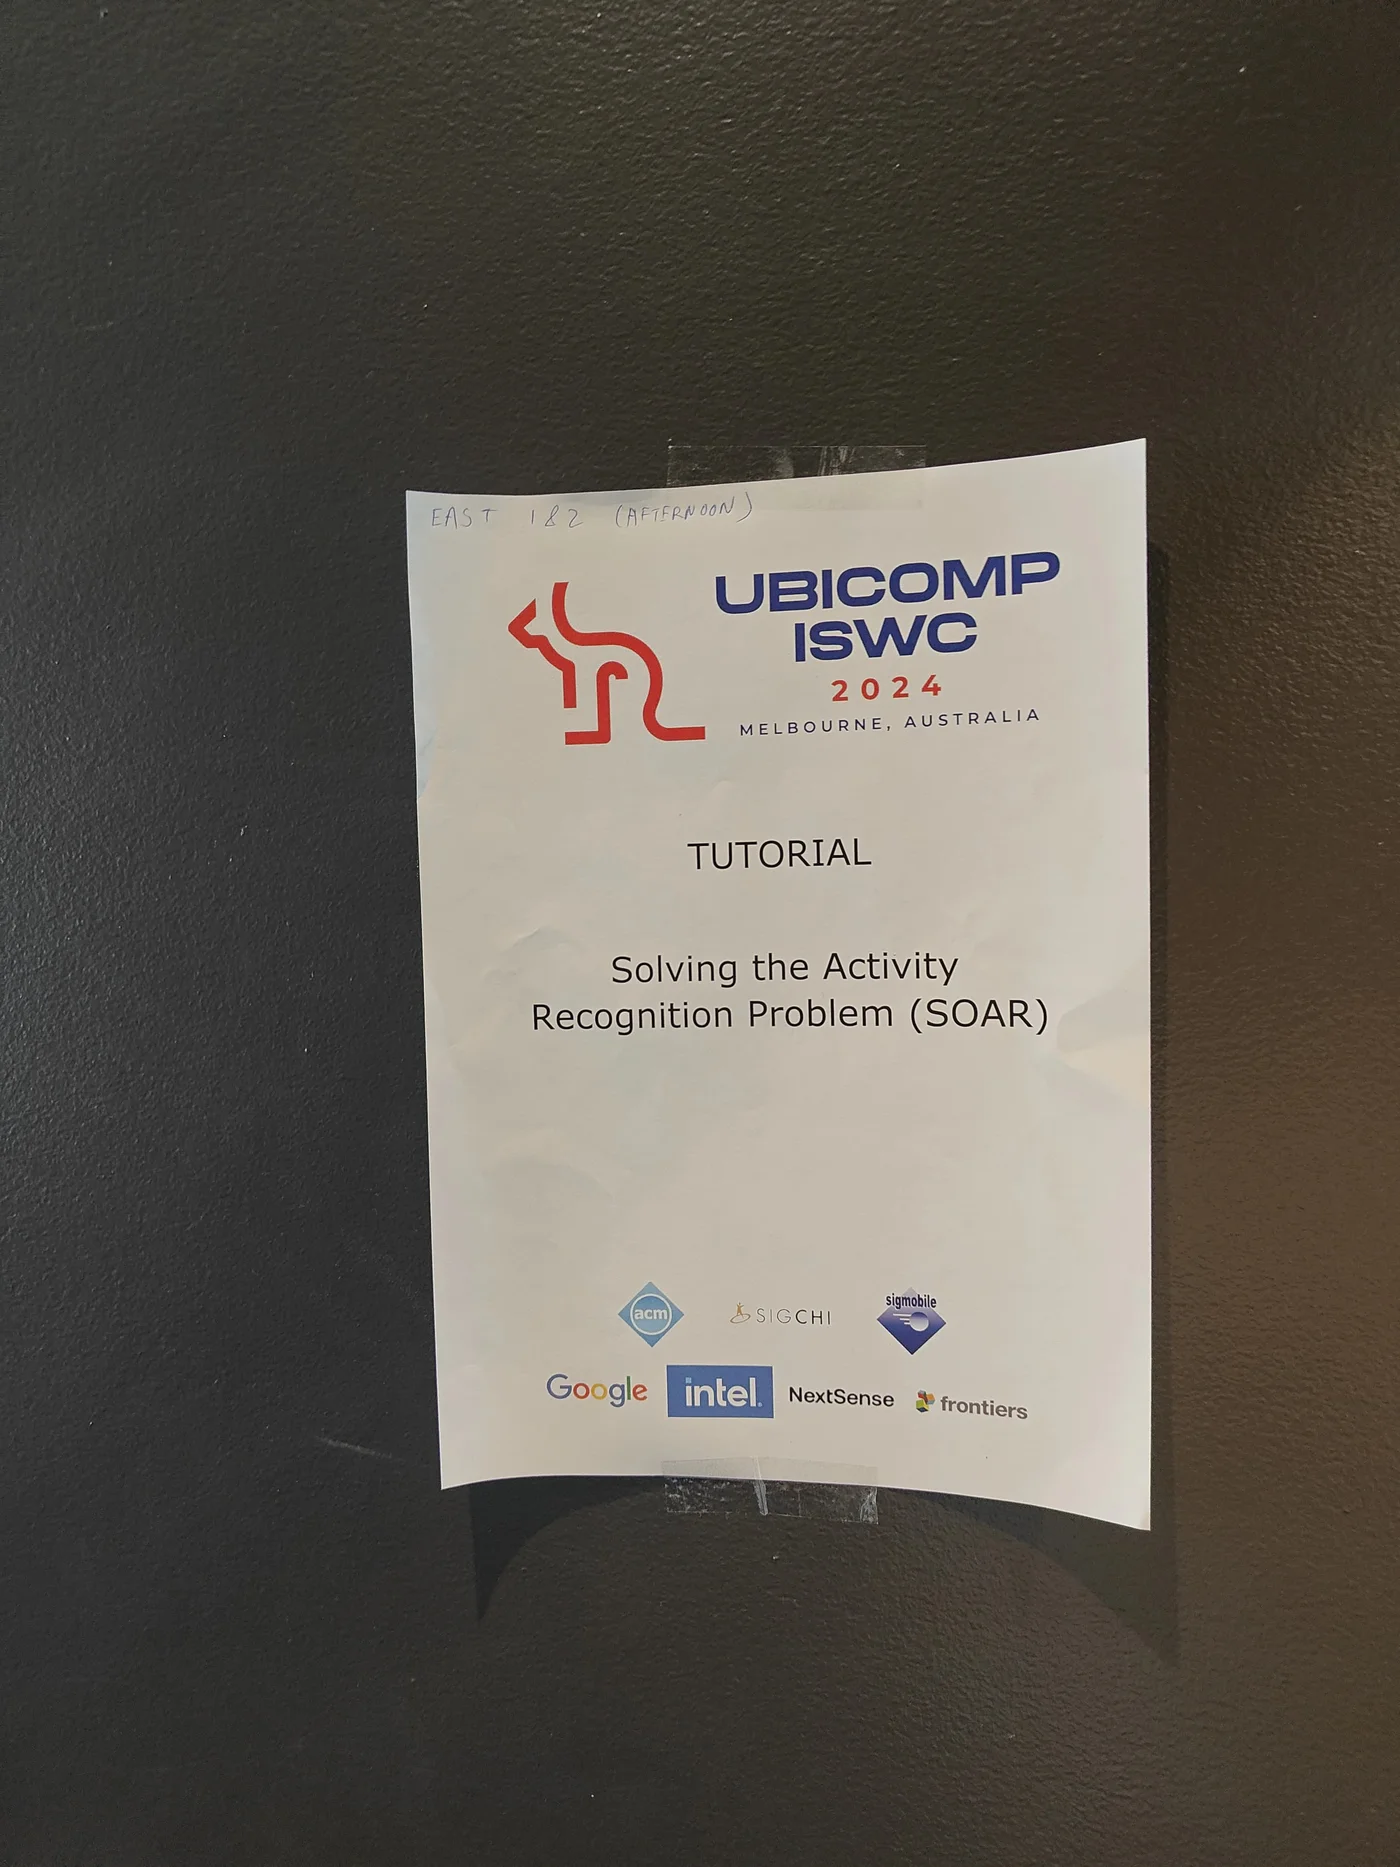 EAST 1&2 (AFTERNOON)
UBICOMP
ISWC
2024
MELBOURNE, AUSTRALIA
TUTORIAL
Solving the Activity
Recognition Problem (SOAR)
acm
SIGCHI
sigmobile
Google
intel.
NextSense
frontiers